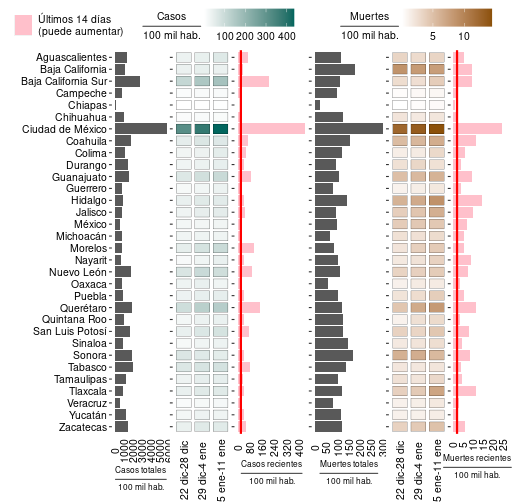 Últimos 14 días
(puede aumentar)
Casos
100 mil hab.
100 200 300 400
Muertes
100 mil hab.
5 10
Aguascalientes
Baja California
Baja California Sur
Campeche
Chiapas
Chihuahua
Ciudad de México
Coahuila
Colima
Durango
Guanajuato
Guerrero
Hidalgo
Jalisco
México
Michoacán
Morelos
Nayarit
Nuevo León
Oaxaca
Puebla
Querétaro
Quintana Roo
San Luis Potosí
Sinaloa
Sonora
Tabasco
Tamaulipas
Tlaxcala
Veracruz
Yucatán
Zacatecas
0 1000 2000 3000 4000 5000
Casos totales
100 mil hab.
22 dic-28 dic
29 dic-4 ene
5 ene-11 ene
0 80 160 240 320 400
Casos recientes
100 mil hab.
0 50 100 150 200 250
Muertes totales
100 mil hab.
22 dic-28 dic
29 dic-4 ene
5 ene-11 ene
0 5 10 15 20 25
Muertes recientes
100 mil hab.